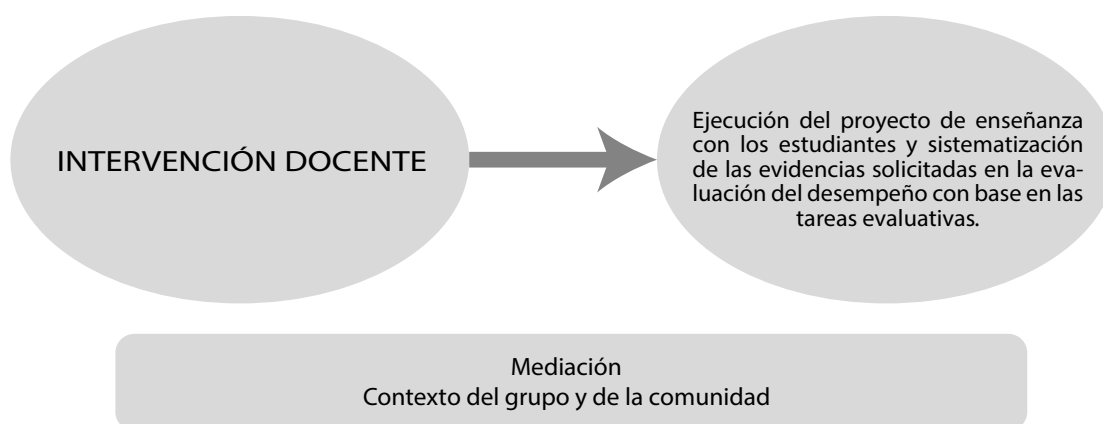 INTERVENCIÓN DOCENTE
Ejecución del proyecto de enseñanza
con los estudiantes y sistematización
de las evidencias solicitadas en la eva-
luación del desempeño con base en las
tareas evaluativas.
Mediación
Contexto del grupo y de la comunidad